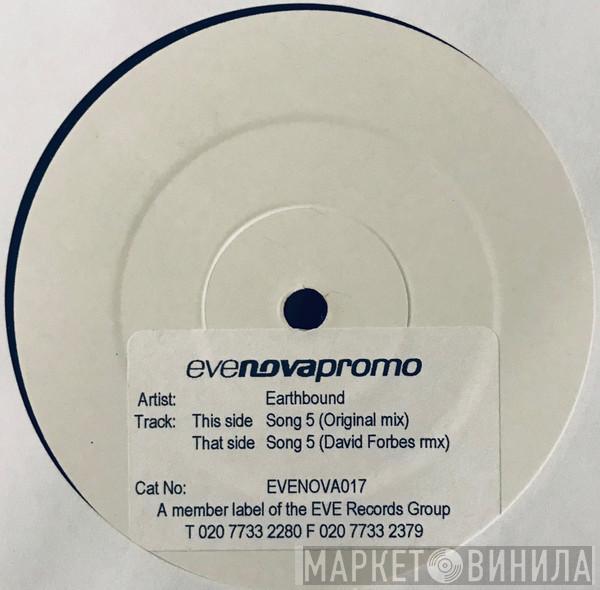 evenovapromo
Artist: Earthbound
Track: This side Song 5 (Original mix)
That side Song 5 (David Forbes rmx)
Cat No: EVENOVA017
A member label of the EVE Records Group
T 020 7733 2280 F 020 7733 2379
МАРКЕТ ВИНИЛА